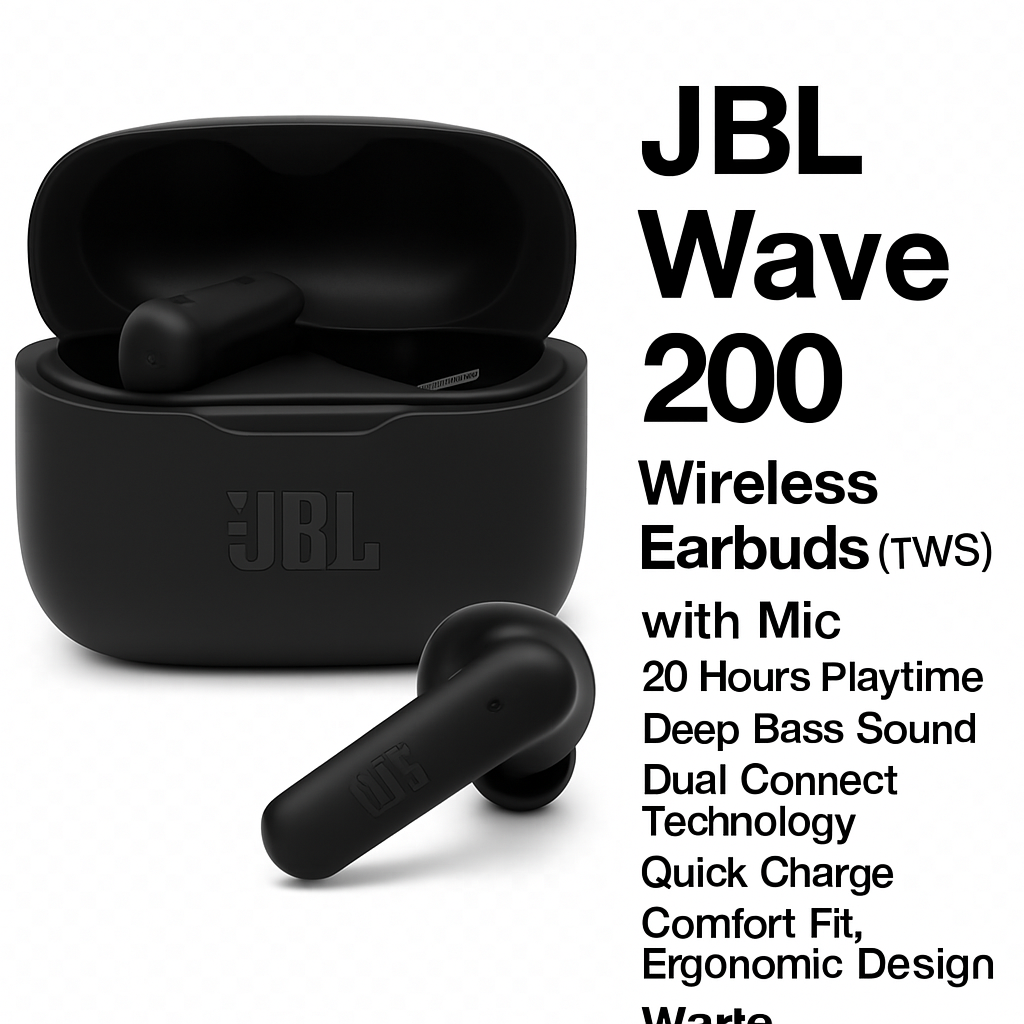 JBL
Wave
200
Wireless
Earbuds (TWS)
with Mic
20 Hours Playtime
Deep Bass Sound
Dual Connect
Technology
Quick Charge
Comfort Fit,
Ergonomic Design
JBL